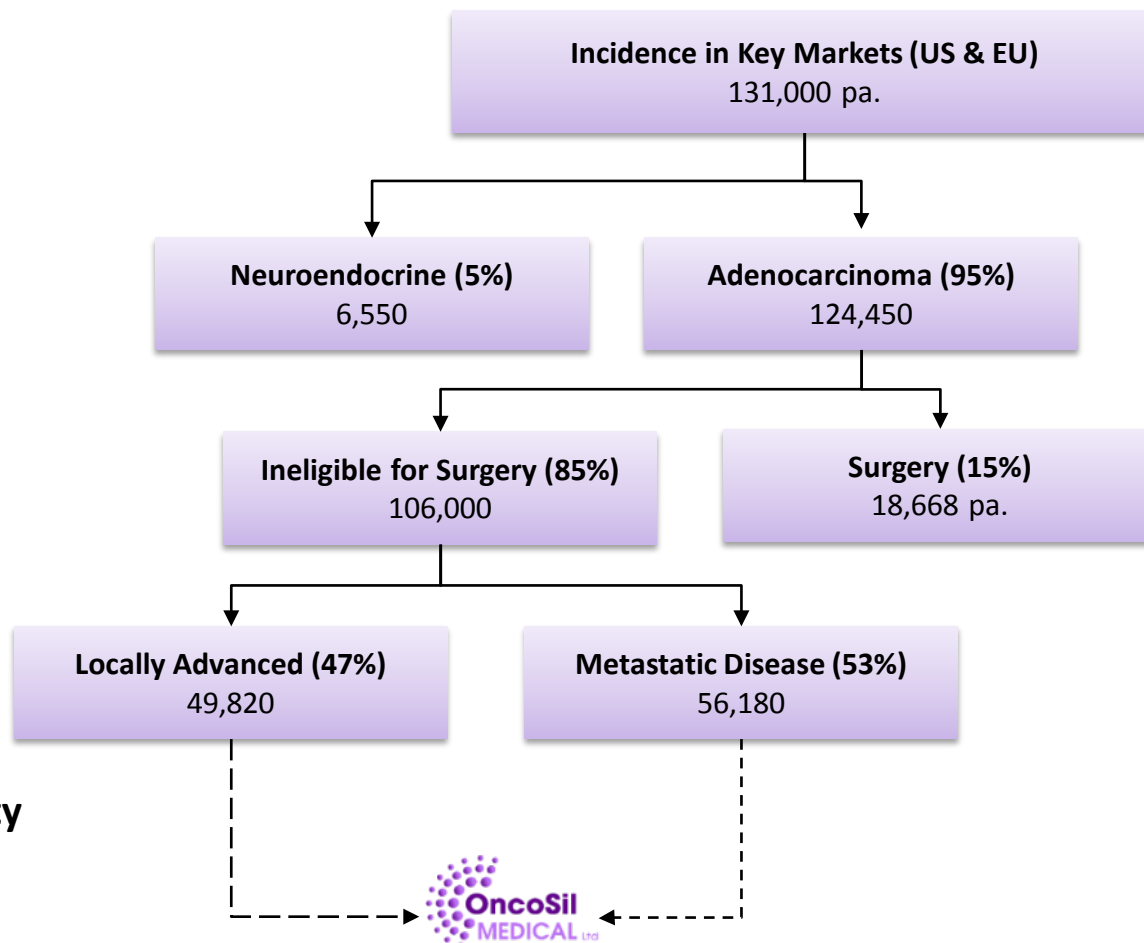 Incidence in Key Markets (US & EU)
131,000 pa.
Neuroendocrine (5%)
6,550
Adenocarcinoma (95%)
124,450
Ineligible for Surgery (85%)
106,000
Surgery (15%)
18,668 pa.
Locally Advanced (47%)
49,820
Metastatic Disease (53%)
56,180
ty
OncoSil
MEDICAL Ltd